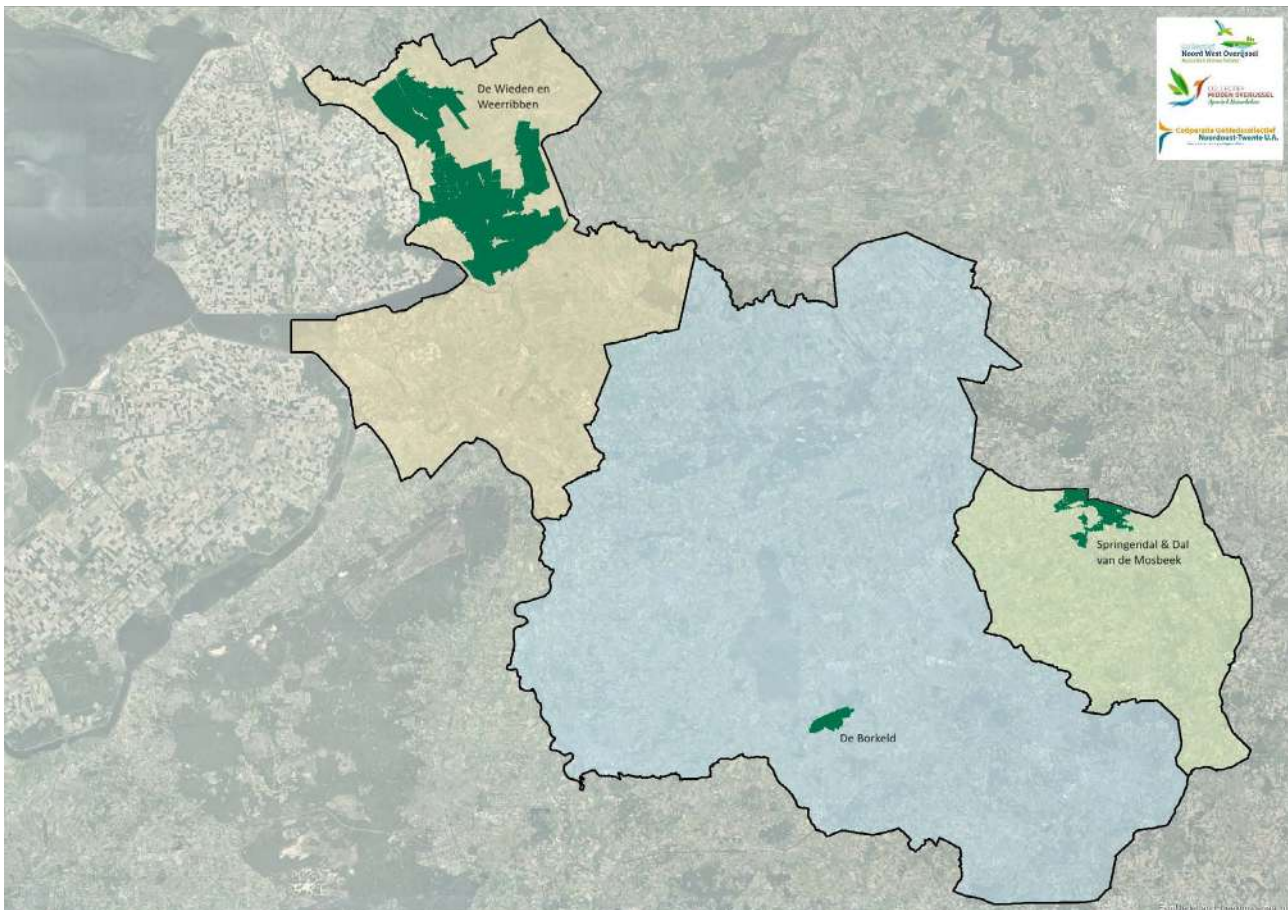 De Wieden en
Weerribben
Noord West Overijssel
COLLECTIEF
MIDDEN OVERIJSSEL
Coöperatie Gebiedscollectief
Noordoost-Twente U.A.
Springendal & Dal
van de Mosbeek
De Borkeld